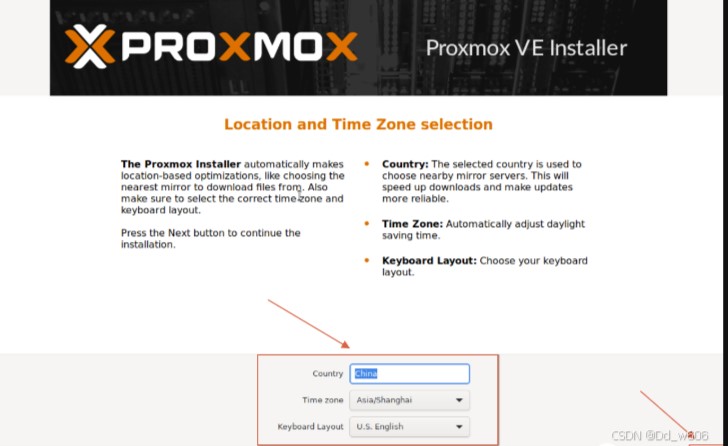 PROXMOX
Proxmox VE Installer
Location and Time Zone selection
The Proxmox Installer automatically makes
location-based optimizations, like choosing the
nearest mirror to download files from. Also
make sure to select the correct time zone and
keyboard layout.
Press the Next button to continue the
installation.
• Country: The selected country is used to
choose nearby mirror servers. This will
speed up downloads and make updates
more reliable.
• Time Zone: Automatically adjust daylight
saving time.
• Keyboard Layout: Choose your keyboard
layout.
Country China
Time zone Asia/Shanghai
Keyboard Layout U.S. English